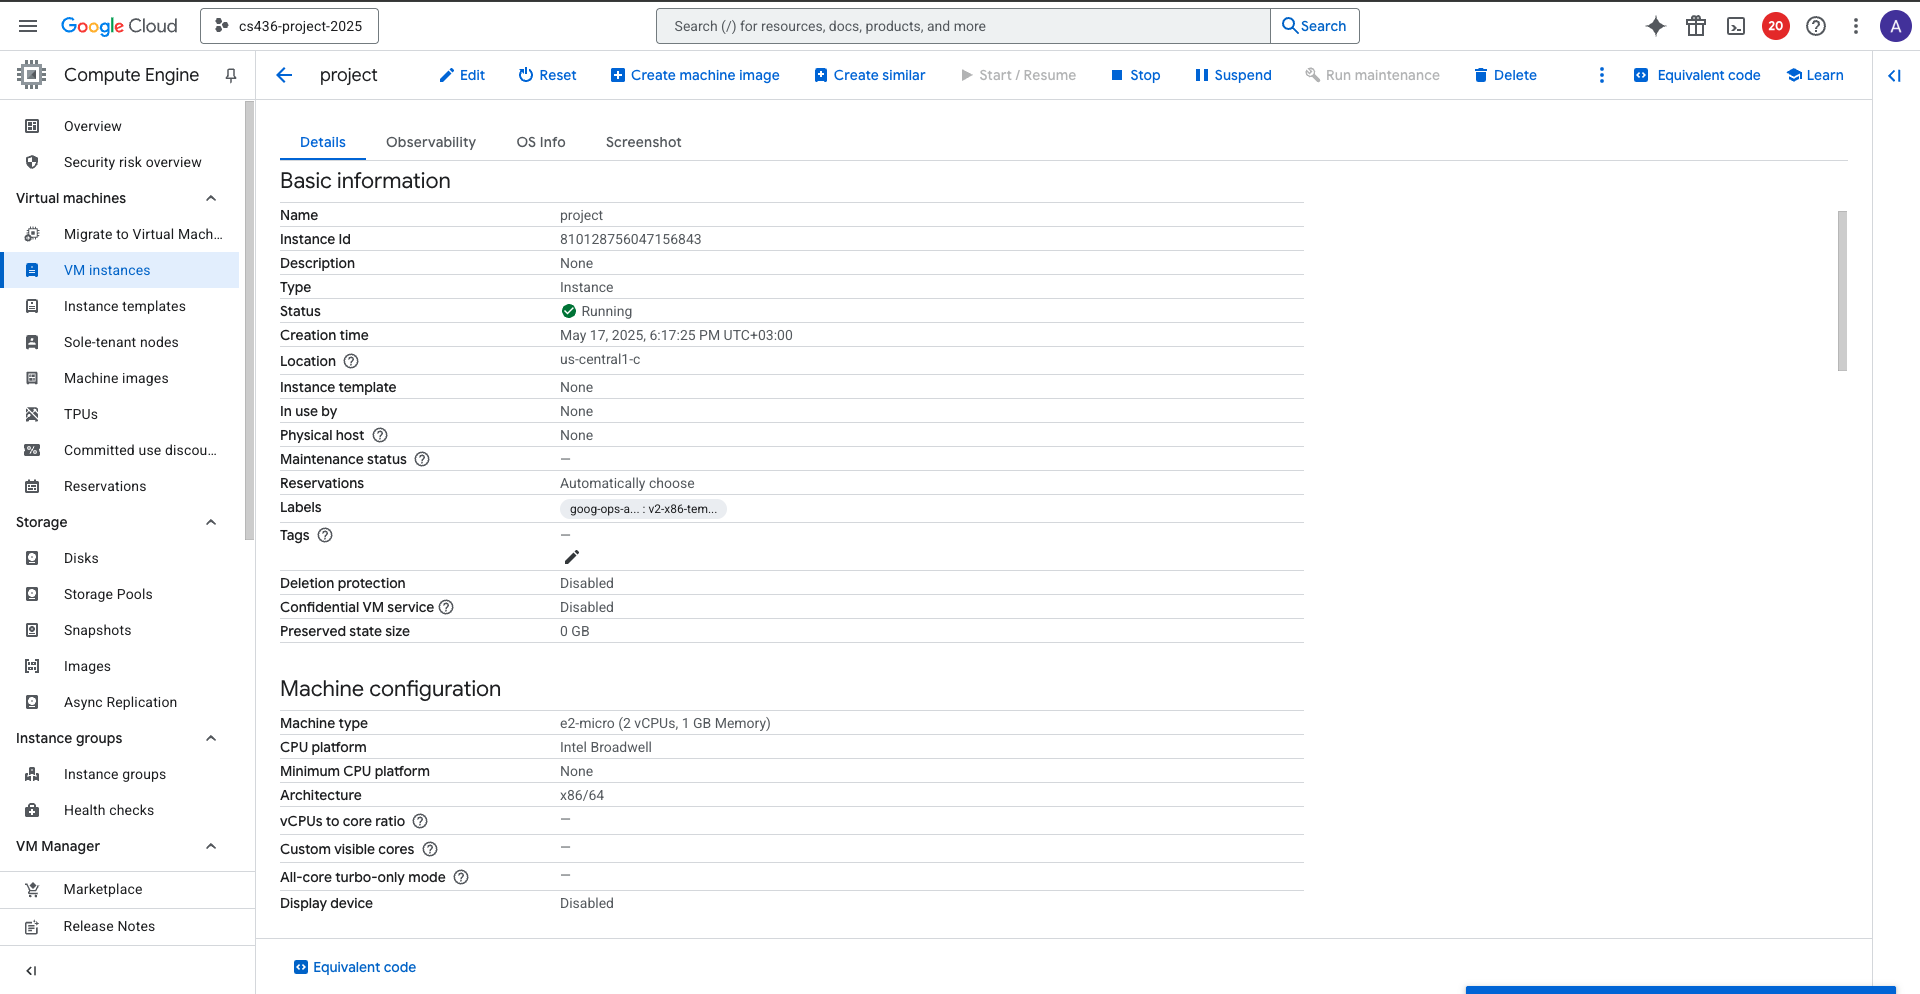 Google Cloud
cs436-project-2025
Search (/) for resources, docs, products, and more
Search
20
A
Compute Engine
project
Edit
Reset
Create machine image
Create similar
Start / Resume
Stop
Suspend
Run maintenance
Delete
Equivalent code
Learn
Overview
Security risk overview
Virtual machines
Migrate to Virtual Mach...
VM instances
Instance templates
Sole-tenant nodes
Machine images
TPUs
Committed use discou...
Reservations
Storage
Disks
Storage Pools
Snapshots
Images
Async Replication
Instance groups
Instance groups
Health checks
VM Manager
Marketplace
Release Notes
Details
Observability
OS Info
Screenshot
Basic information
Name project
Instance Id 810128756047156843
Description None
Type Instance
Status Running
Creation time May 17, 2025, 6:17:25 PM UTC+03:00
Location us-central1-c
Instance template None
In use by None
Physical host None
Maintenance status —
Reservations Automatically choose
Labels goog-ops-a... : v2-x86-tem...
Tags —
Deletion protection Disabled
Confidential VM service Disabled
Preserved state size 0 GB
Machine configuration
Machine type e2-micro (2 vCPUs, 1 GB Memory)
CPU platform Intel Broadwell
Minimum CPU platform None
Architecture x86/64
vCPUs to core ratio —
Custom visible cores —
All-core turbo-only mode —
Display device Disabled
Equivalent code